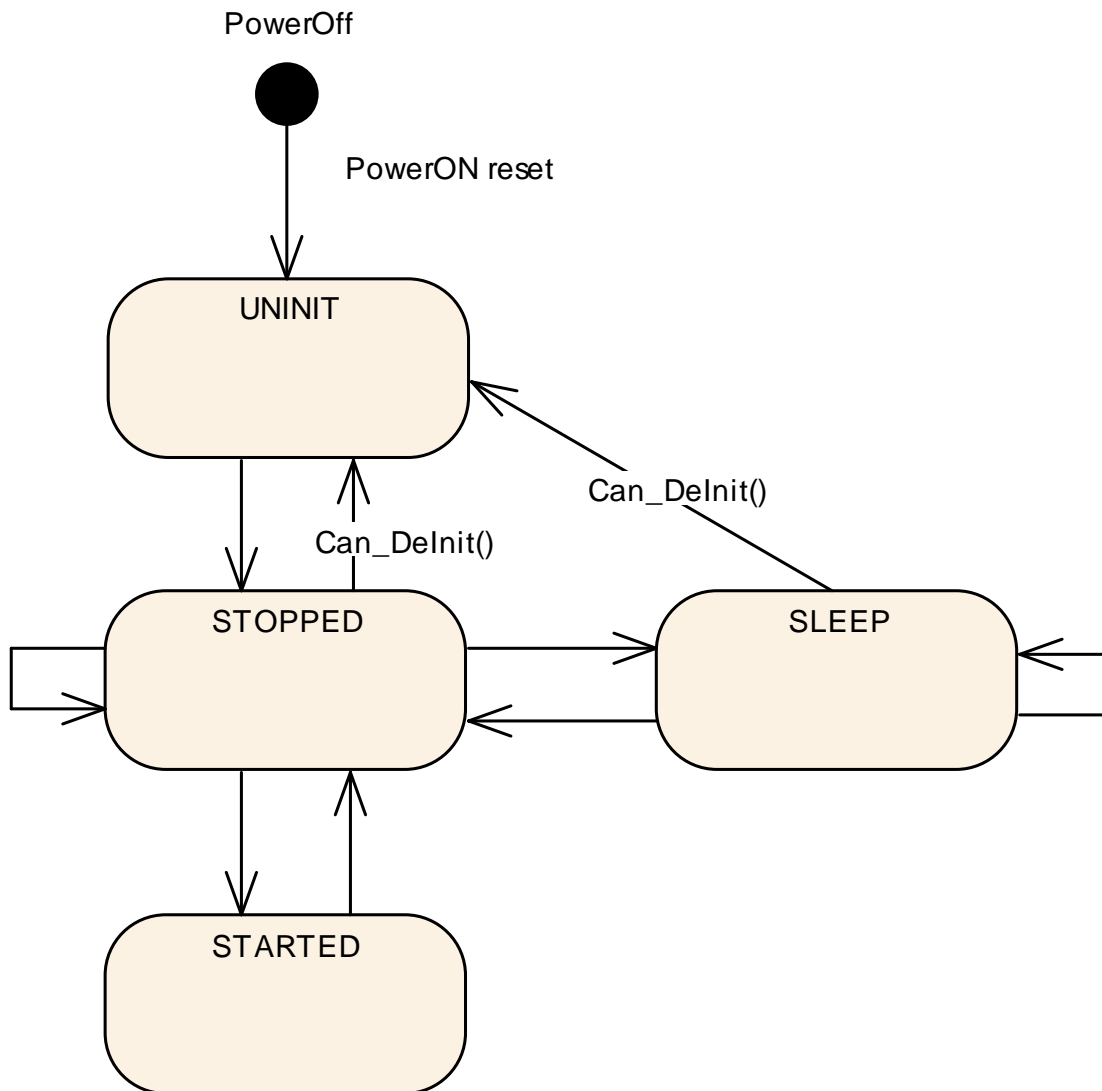 PowerOff
PowerON reset
UNINIT
Can_DeInit()
Can_DeInit()
STOPPED
SLEEP
STARTED